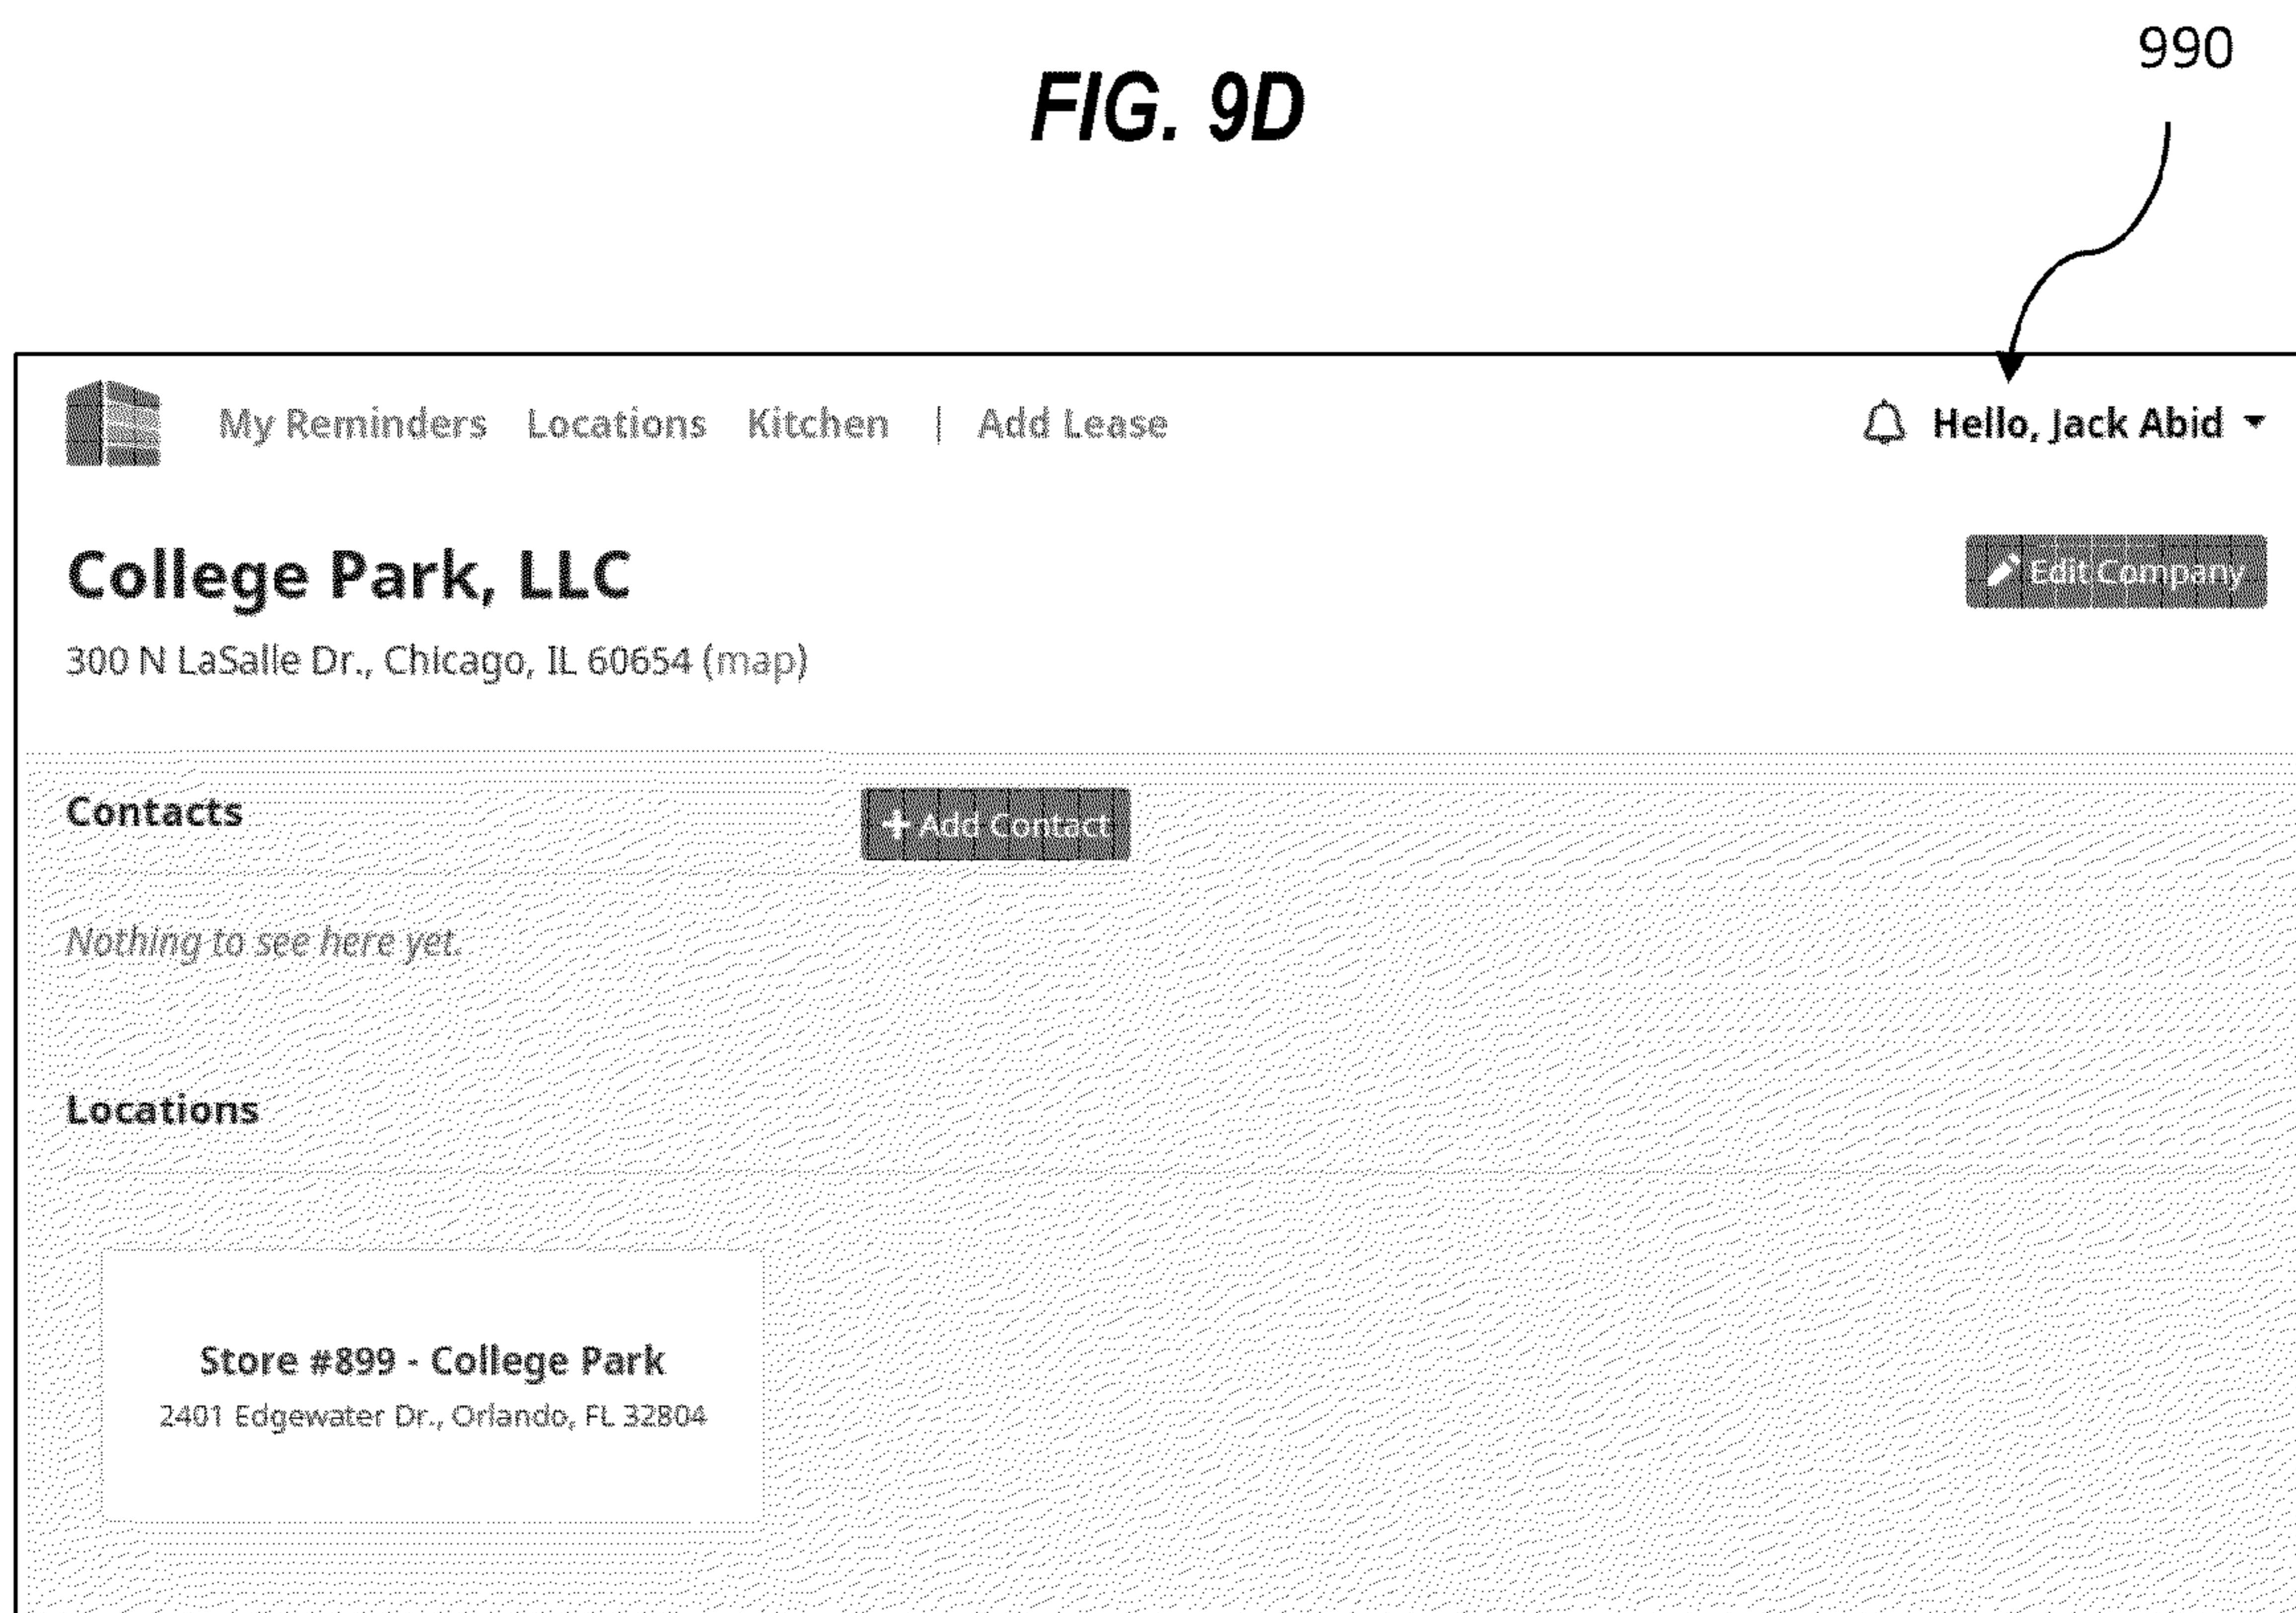 990
FIG. 9D
My Reminders Locations Kitchen | Add Lease Hello, Jack Abid
College Park, LLC Edit Company
300 N LaSalle Dr., Chicago, IL 60654 (map)
Contacts Add Contact
Nothing to see here yet.
Locations
Store #899 - College Park
2401 Edgewater Dr., Orlando, FL 32804